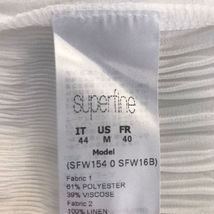 superfine
IT US FR
44 M 40
Model
(SFW154 0 SFW16B)
Fabric 1
61% POLYESTER
39% VISCOSE
Fabric 2
100% LINEN